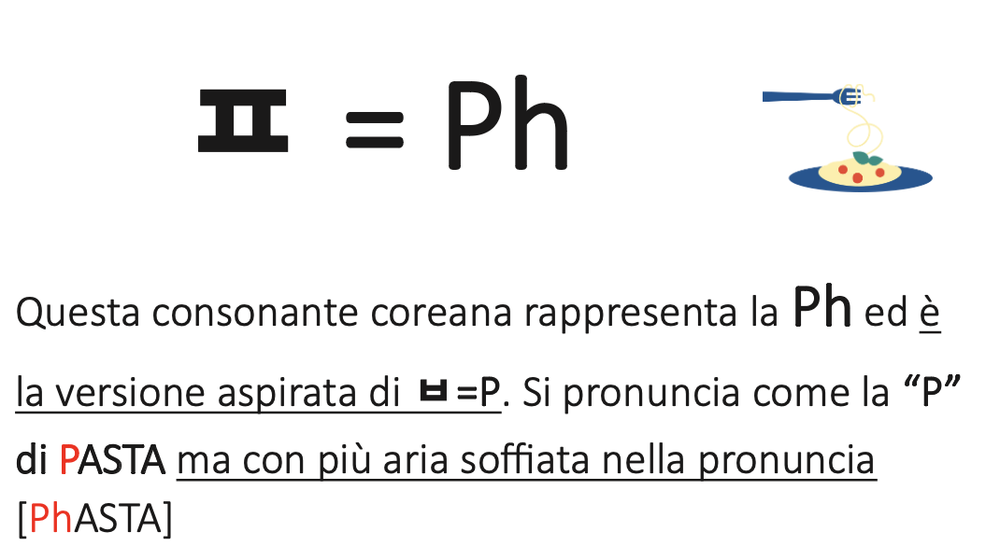 ㅍ = Ph
Questa consonante coreana rappresenta la Ph ed è
la versione aspirata di ㅂ=P. Si pronuncia come la “P”
di PASTA ma con più aria soffiata nella pronuncia
[PhASTA]